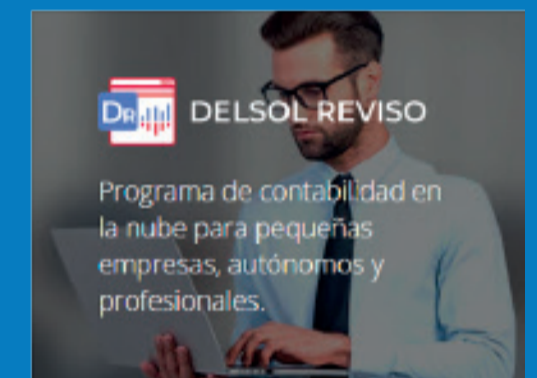 DR DELSOL REVISO
Programa de contabilidad en
la nube para pequeñas
empresas, autónomos y
profesionales.